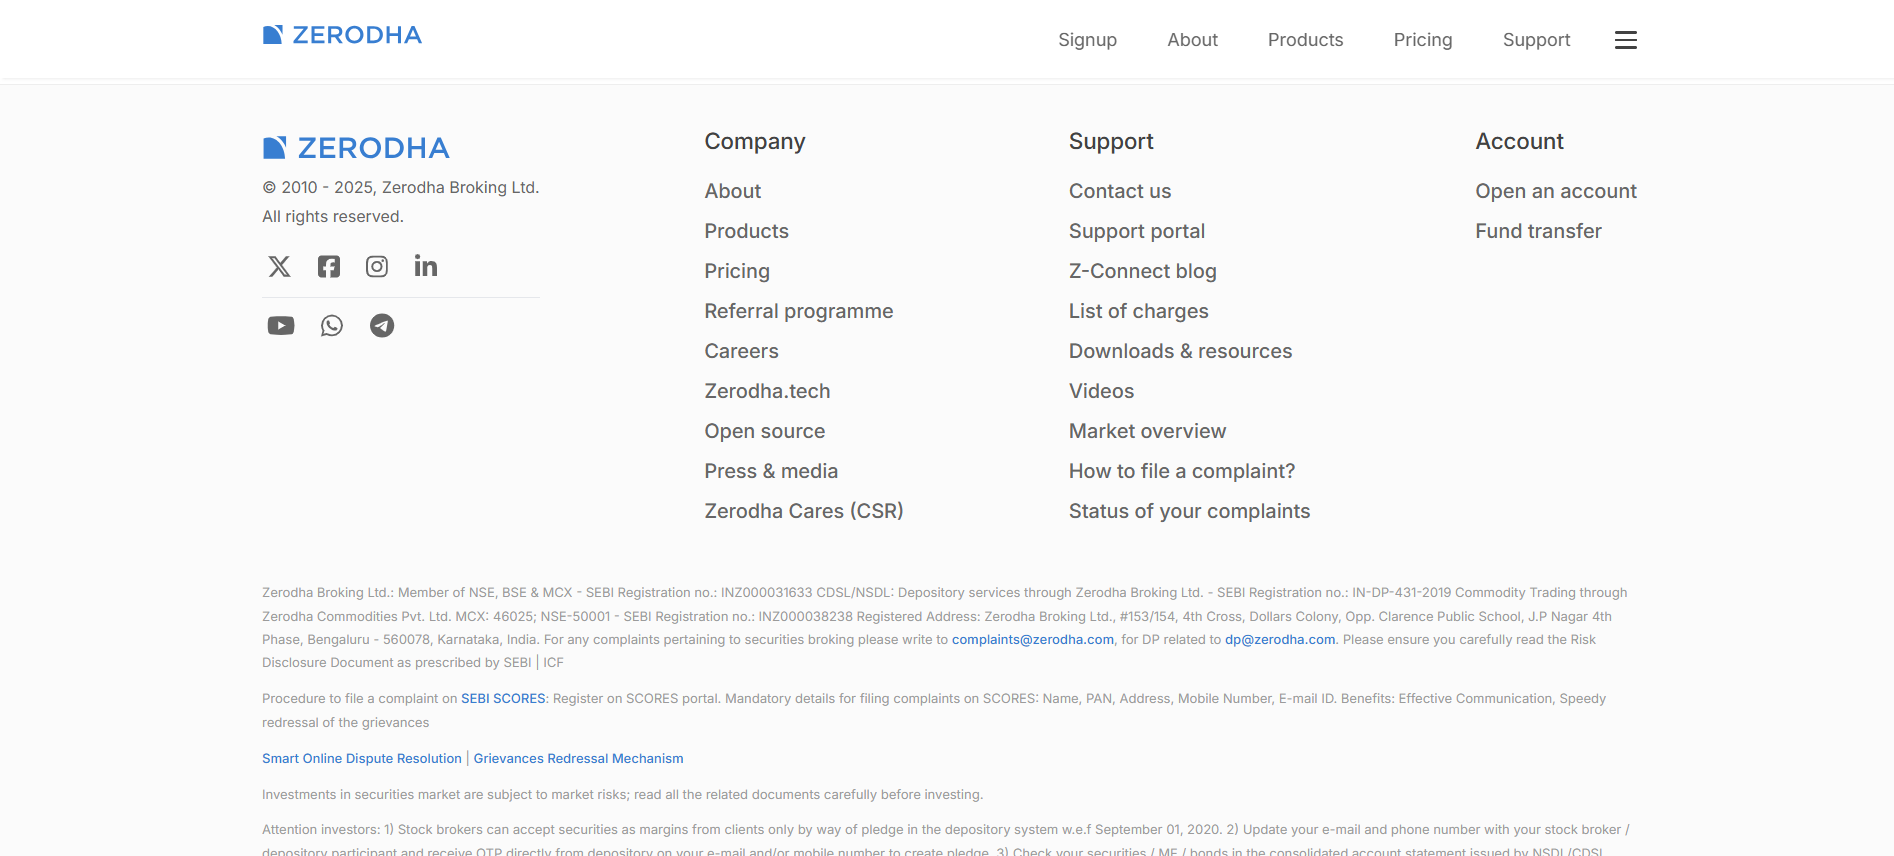 ZERODHA
Signup
About
Products
Pricing
Support
ZERODHA
© 2010 - 2025, Zerodha Broking Ltd.
All rights reserved.
Company
About
Products
Pricing
Referral programme
Careers
Zerodha.tech
Open source
Press & media
Zerodha Cares (CSR)
Support
Contact us
Support portal
Z-Connect blog
List of charges
Downloads & resources
Videos
Market overview
How to file a complaint?
Status of your complaints
Account
Open an account
Fund transfer
Zerodha Broking Ltd.: Member of NSE, BSE & MCX - SEBI Registration no.: INZ000031633 CDSL/NSDL: Depository services through Zerodha Broking Ltd. - SEBI Registration no.: IN-DP-431-2019 Commodity Trading through
Zerodha Commodities Pvt. Ltd. MCX: 46025; NSE-50001 - SEBI Registration no.: INZ000038238 Registered Address: Zerodha Broking Ltd., #153/154, 4th Cross, Dollars Colony, Opp. Clarence Public School, J.P Nagar 4th
Phase, Bengaluru - 560078, Karnataka, India. For any complaints pertaining to securities broking please write to complaints@zerodha.com, for DP related to dp@zerodha.com. Please ensure you carefully read the Risk
Disclosure Document as prescribed by SEBI | ICF
Procedure to file a complaint on SEBI SCORES: Register on SCORES portal. Mandatory details for filing complaints on SCORES: Name, PAN, Address, Mobile Number, E-mail ID. Benefits: Effective Communication, Speedy
redressal of the grievances
Smart Online Dispute Resolution | Grievances Redressal Mechanism
Investments in securities market are subject to market risks; read all the related documents carefully before investing.
Attention investors: 1) Stock brokers can accept securities as margins from clients only by way of pledge in the depository system w.e.f September 01, 2020. 2) Update your e-mail and phone number with your stock broker /
depository participant and receive OTP directly from depository on your e-mail and/or mobile number to create pledge. 3) Check your securities / MF / bonds in the consolidated account statement issued by NSDL/CDSL